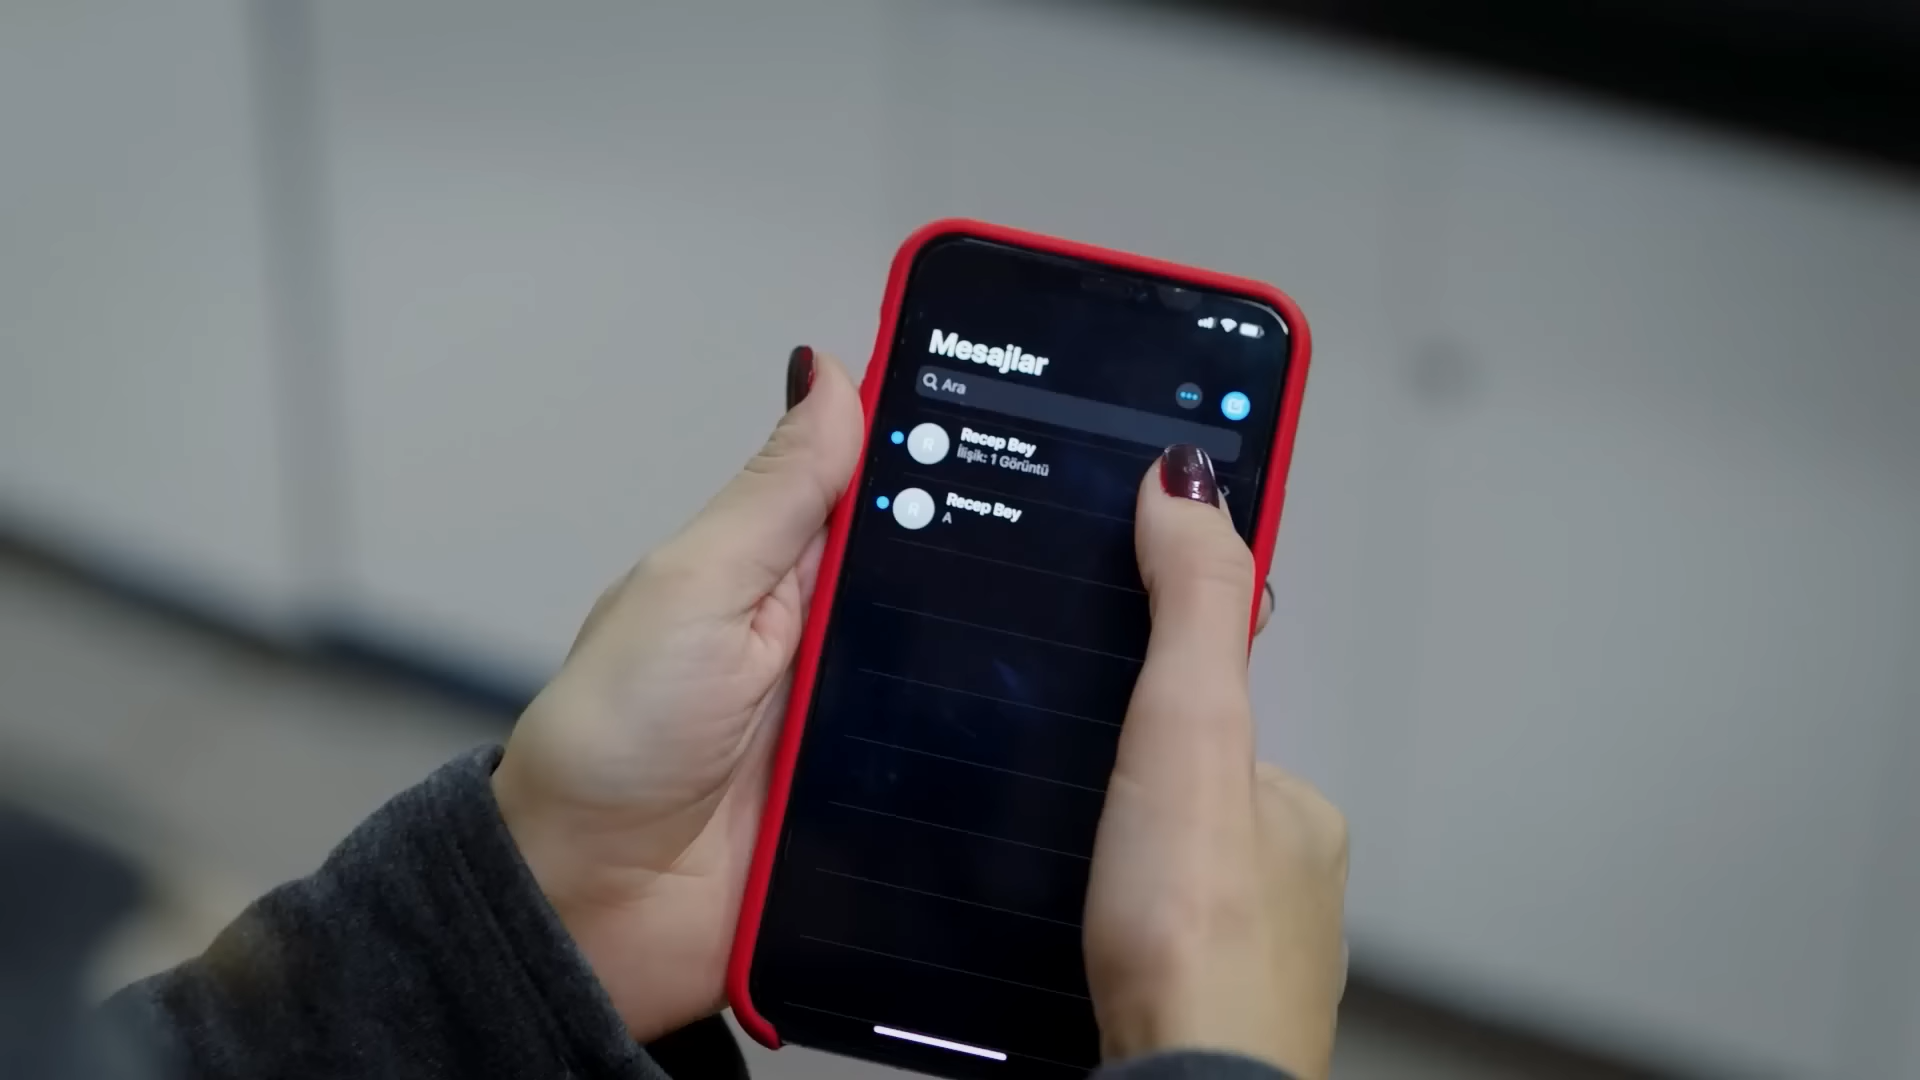 Mesajlar
Ara
R
Recep Bey
İlişik: 1 Görüntü
R
Recep Bey
A